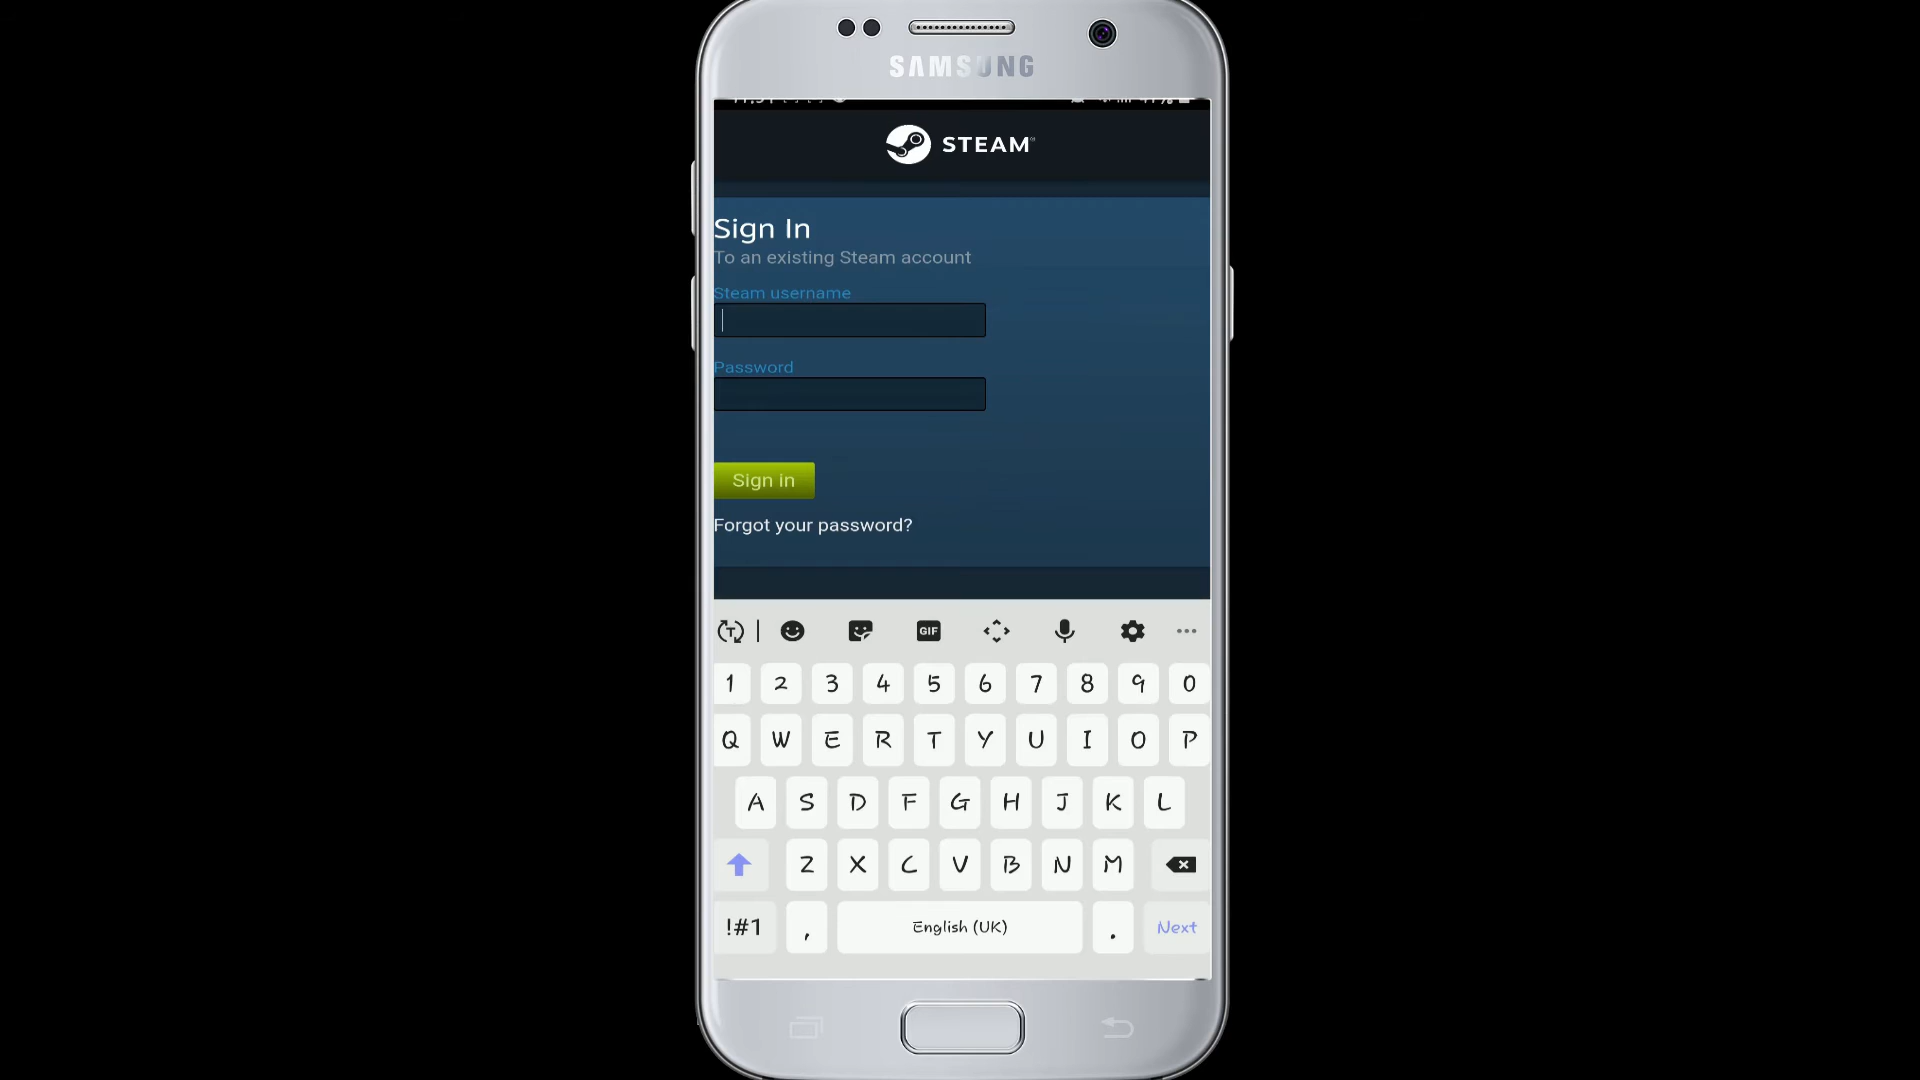 SAMSUNG
STEAM
Sign In
To an existing Steam account
Steam username
Password
Sign in
Forgot your password?
GIF
1 2 3 4 5 6 7 8 9 0
Q W E R T Y U I O P
A S D F G H J K L
Z X C V B N M
!#1 , English (UK) . Next